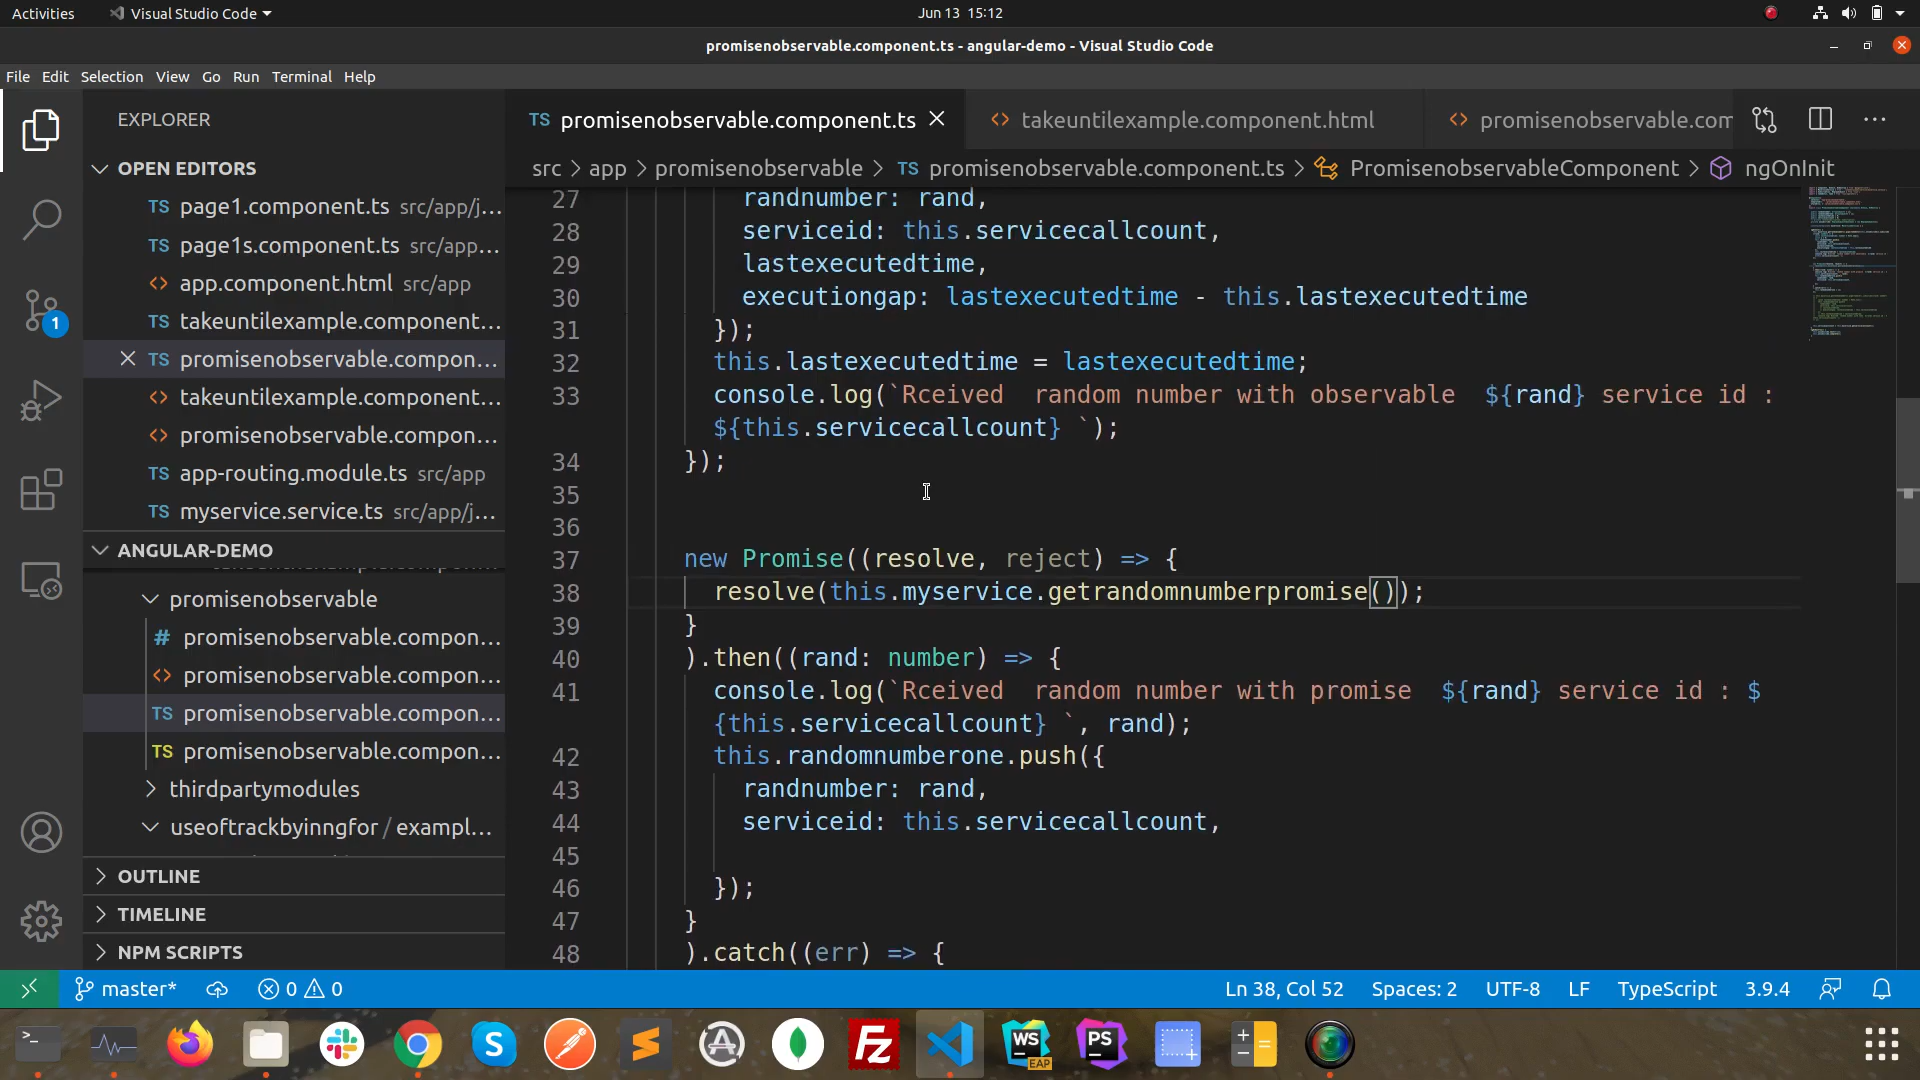 Activities
Visual Studio Code
Jun 13 15:12
promisenobservable.component.ts - angular-demo - Visual Studio Code
File Edit Selection View Go Run Terminal Help
EXPLORER
OPEN EDITORS
page1.component.ts src/app/j...
page1s.component.ts src/app...
app.component.html src/app
takeuntilexample.component...
promisenobservable.compon...
takeuntilexample.component...
promisenobservable.compon...
app-routing.module.ts src/app
myservice.service.ts src/app/j...
ANGULAR-DEMO
promisenobservable
promisenobservable.compon...
promisenobservable.compon...
promisenobservable.compon...
promisenobservable.compon...
thirdpartymodules
useoftrackbyinngfor / exampl...
OUTLINE
TIMELINE
NPM SCRIPTS
TS promisenobservable.component.ts
takeuntilexample.component.html
promisenobservable.com
src > app > promisenobservable > TS promisenobservable.component.ts > PromisenobservableComponent > ngOnInit
27 randnumber: rand,
28 serviceid: this.servicecallcount,
29 lastexecutedtime,
30 executiongap: lastexecutedtime - this.lastexecutedtime
31 });
32 this.lastexecutedtime = lastexecutedtime;
33 console.log(`Rceived  random number with observable  ${rand} service id :
${this.servicecallcount} `);
34 });
35
36
37 new Promise((resolve, reject) => {
38 resolve(this.myservice.getrandomnumberpromise());
39 }
40 ).then((rand: number) => {
41 console.log(`Rceived  random number with promise  ${rand} service id : $
{this.servicecallcount} `, rand);
42 this.randomnumberone.push({
43 randnumber: rand,
44 serviceid: this.servicecallcount,
45
46 });
47 }
48 ).catch((err) => {
master* 0 0 Ln 38, Col 52 Spaces: 2 UTF-8 LF TypeScript 3.9.4